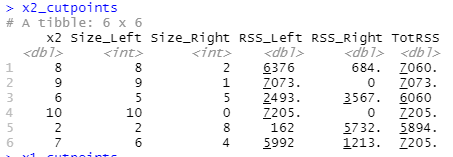 > x2_cutpoints
# A tibble: 6 x 6
x2 Size_Left Size_Right RSS_Left RSS_Right TotRSS
<dbl> <int> <int> <dbl> <dbl> <dbl>
1 8 8 2 6376 684. 7060.
2 9 9 1 7073. 0 7073.
3 6 5 5 2493. 3567. 6060
4 10 10 0 7205. 0 7205.
5 2 2 8 162 5732. 5894.
6 7 6 4 5992 1213. 7205.
> x1_cutpoints